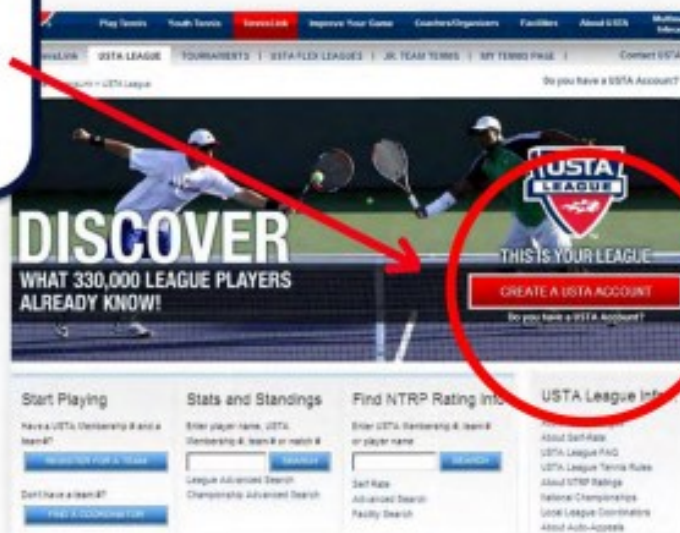 Play Tennis Youth Tennis TennisLink Improve Your Game Coaches/Organizers Facilities About USTA
USTA LEAGUE TOURNAMENTS | USTA FLEX LEAGUES | JR. TEAM TENNIS | MY TENNIS PAGE | Contact USTA
USTA League
Do you have a USTA Account?
USTA
LEAGUE
DISCOVER
WHAT 330,000 LEAGUE PLAYERS
ALREADY KNOW!
THIS IS YOUR LEAGUE
CREATE A USTA ACCOUNT
Do you have a USTA Account?
Start Playing
Have a USTA Membership # and a
team #?
REGISTER FOR A TEAM
Don't have a team #?
FIND A COORDINATOR
Stats and Standings
Enter player name, USTA
Membership #, team # or match #
SEARCH
League Advanced Search
Championship Advanced Search
Find NTRP Rating Info
Enter USTA Membership #, team #
or player name
SEARCH
Self Rate
Advanced Search
Facility Search
USTA League Info
About Self-Rate
USTA League FAQ
USTA League Tennis Rules
About NTRP Ratings
National Championships
Local League Coordinators
About Auto-Appeals